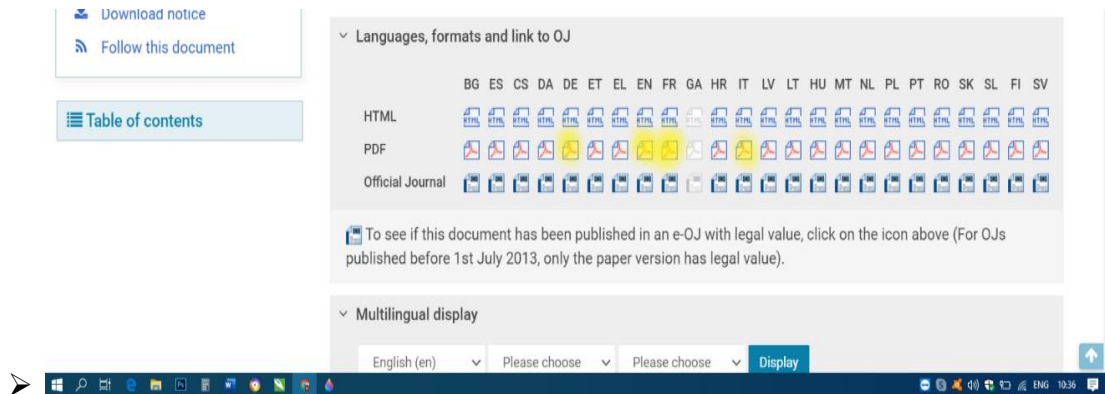 Download notice
Follow this document
Table of contents
Languages, formats and link to OJ
BG ES CS DA DE ET EL EN FR GA HR IT LV LT HU MT NL PL PT RO SK SL FI SV
HTML
PDF
Official Journal
To see if this document has been published in an e-OJ with legal value, click on the icon above (For OJs
published before 1st July 2013, only the paper version has legal value).
Multilingual display
English (en) Please choose Please choose Display
ENG 10:36